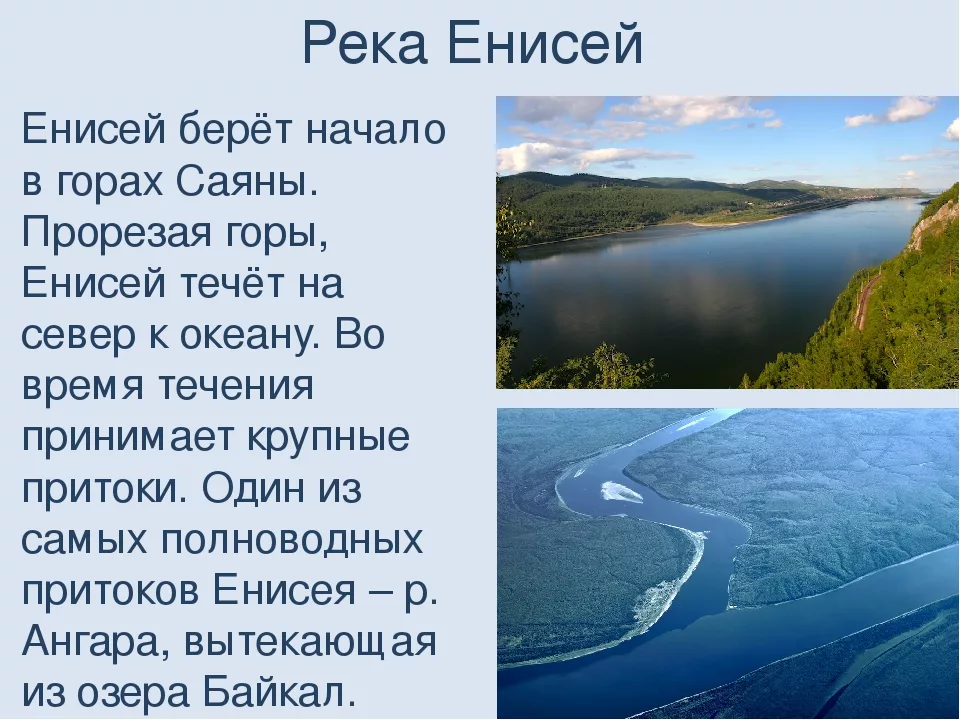 Река Енисей
Енисей берёт начало
в горах Саяны.
Прорезая горы,
Енисей течёт на
север к океану. Во
время течения
принимает крупные
притоки. Один из
самых полноводных
притоков Енисея – р.
Ангара, вытекающая
из озера Байкал.